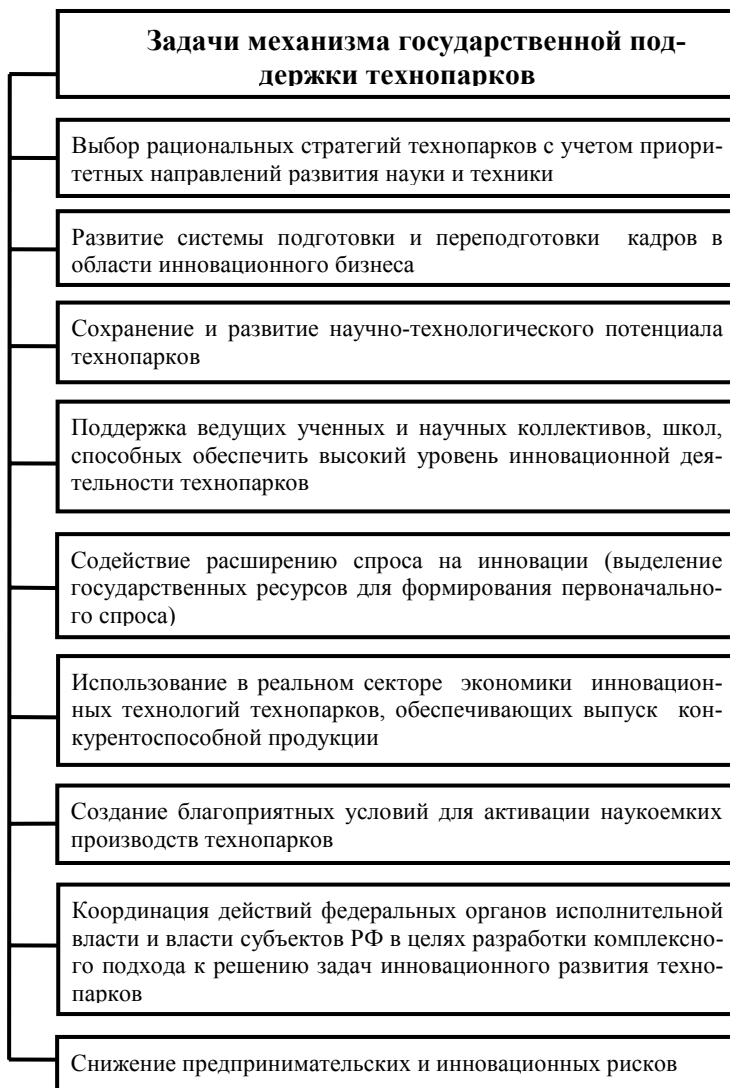 Задачи механизма государственной под-
держки технопарков
Выбор рациональных стратегий технопарков с учетом приори-
тетных направлений развития науки и техники
Развитие системы подготовки и переподготовки кадров в
области инновационного бизнеса
Сохранение и развитие научно-технологического потенциала
технопарков
Поддержка ведущих ученных и научных коллективов, школ,
способных обеспечить высокий уровень инновационной дея-
тельности технопарков
Содействие расширению спроса на инновации (выделение
государственных ресурсов для формирования первоначально-
го спроса)
Использование в реальном секторе экономики инновацион-
ных технологий технопарков, обеспечивающих выпуск кон-
курентоспособной продукции
Создание благоприятных условий для активации наукоемких
производств технопарков
Координация действий федеральных органов исполнительной
власти и власти субъектов РФ в целях разработки комплексно-
го подхода к решению задач инновационного развития техно-
парков
Снижение предпринимательских и инновационных рисков